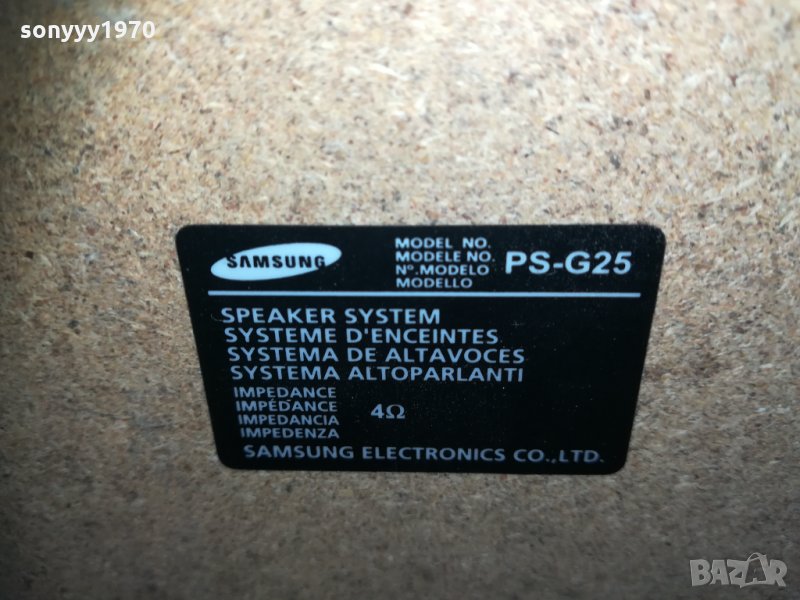 sonyyy1970
SAMSUNG
MODEL NO.
MODELE NO.
Nº.MODELO
MODELLO
PS-G25
SPEAKER SYSTEM
SYSTEME D'ENCEINTES
SYSTEMA DE ALTAVOCES
SYSTEMA ALTOPARLANTI
IMPEDANCE
IMPÉDANCE
IMPEDANCIA
IMPEDENZA
4Ω
SAMSUNG ELECTRONICS CO.,LTD.
BAZAR